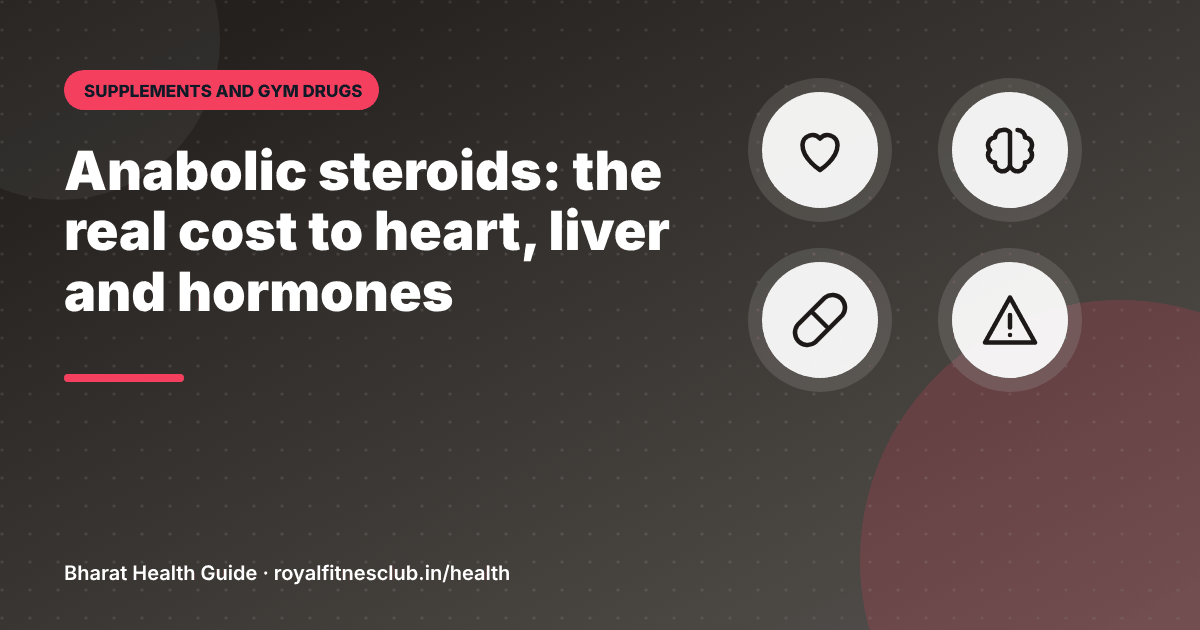 SUPPLEMENTS AND GYM DRUGS
Anabolic steroids: the
real cost to heart, liver
and hormones
Bharat Health Guide · royalfitnesclub.in/health